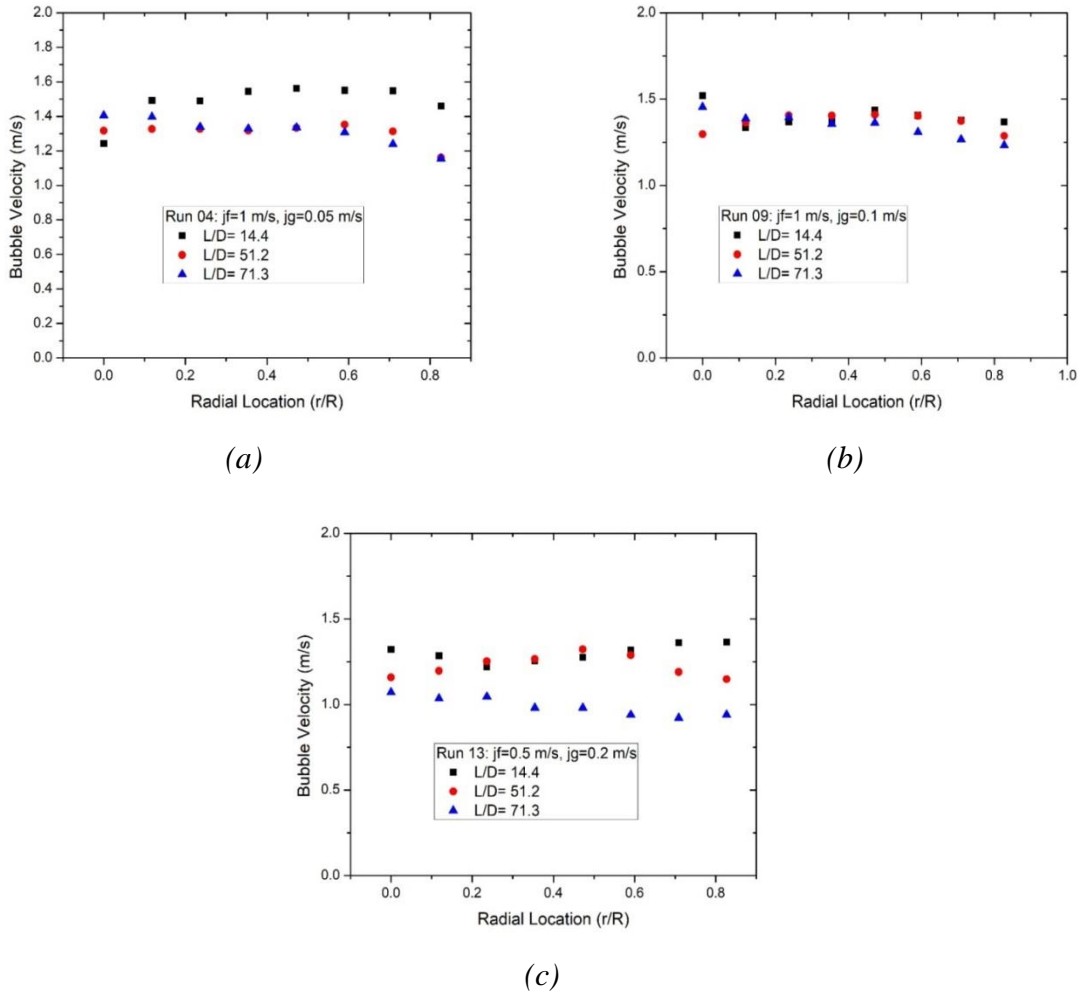 2.0
1.8
1.6
1.4
1.2
1.0
0.8
0.6
0.4
0.2
0.0
Bubble Velocity (m/s)
Run 04: jf=1 m/s, jg=0.05 m/s
L/D= 14.4
L/D= 51.2
L/D= 71.3
0.0 0.2 0.4 0.6 0.8
Radial Location (r/R)
(a)
2.0
1.5
1.0
0.5
0.0
Bubble Velocity (m/s)
Run 09: jf=1 m/s, jg=0.1 m/s
L/D= 14.4
L/D= 51.2
L/D= 71.3
0.0 0.2 0.4 0.6 0.8 1.0
Radial Location (r/R)
(b)
2.0
1.5
1.0
0.5
0.0
Bubble Velocity (m/s)
Run 13: jf=0.5 m/s, jg=0.2 m/s
L/D= 14.4
L/D= 51.2
L/D= 71.3
0.0 0.2 0.4 0.6 0.8
Radial Location (r/R)
(c)